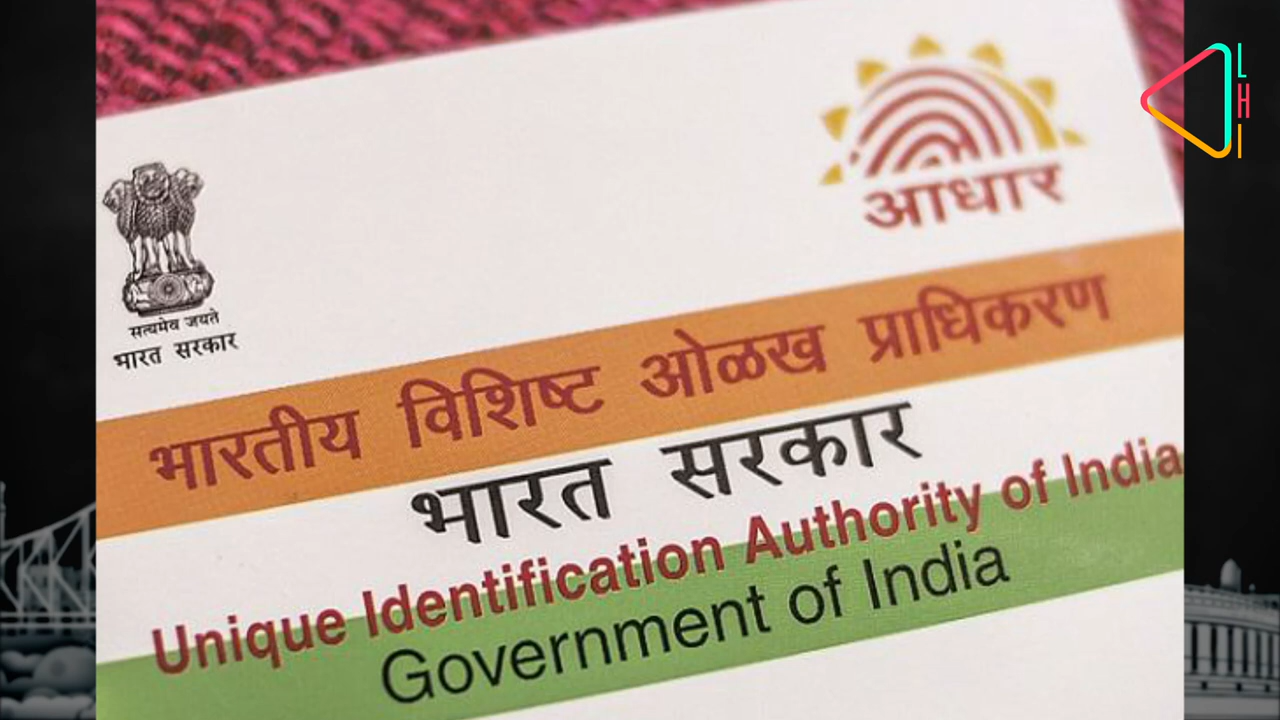 आधार
सत्यमेव जयते
भारत सरकार
भारतीय विशिष्ट ओळख प्राधिकरण
भारत सरकार
Unique Identification Authority of India
Government of India
LHI